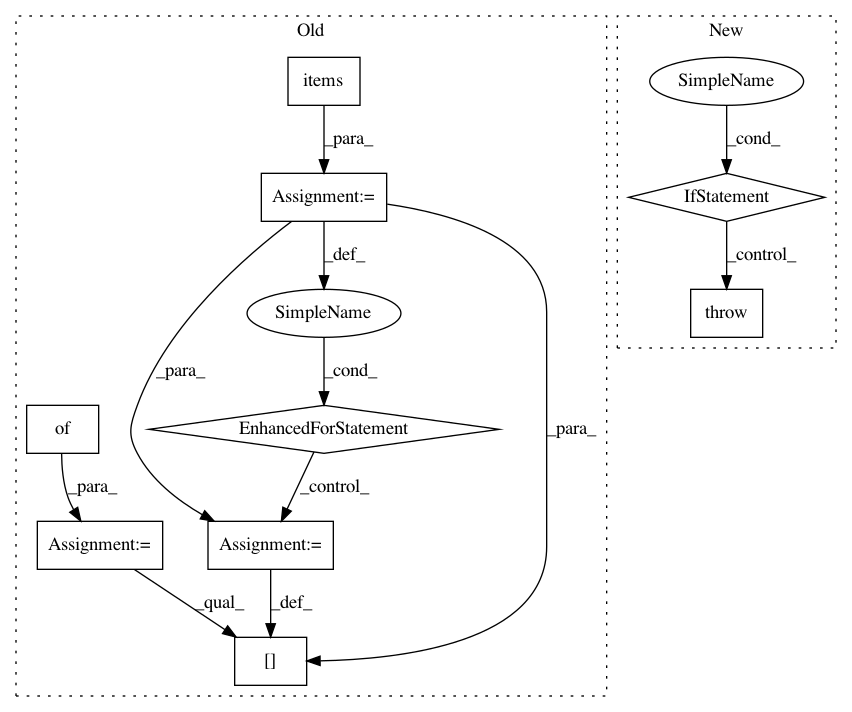 Old
New
items
SimpleName
_para_
_cond_
Assignment:=
IfStatement
_def_
_control_
SimpleName
throw
_para_
_cond_
_para_
of
EnhancedForStatement
_para_
_control_
Assignment:=
Assignment:=
_qual_
_def_
[]